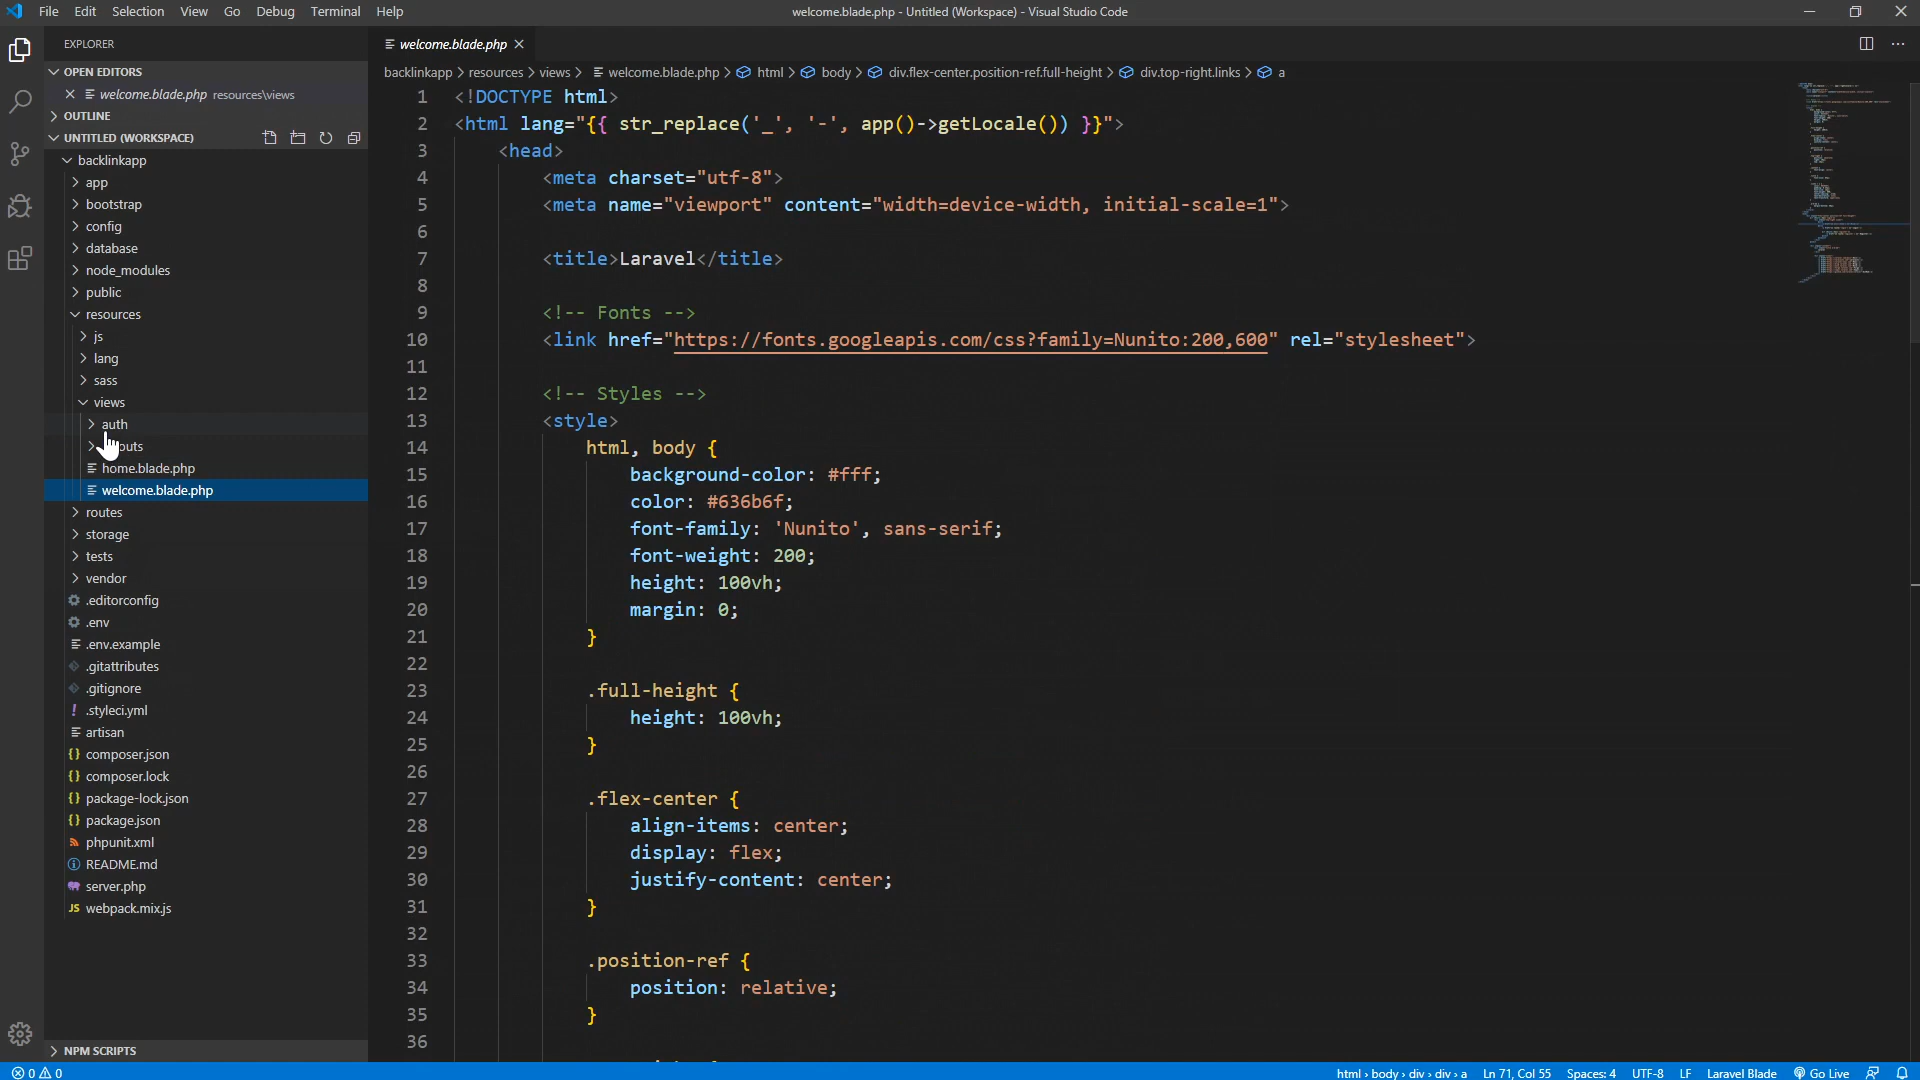 File Edit Selection View Go Debug Terminal Help
welcome.blade.php - Untitled (Workspace) - Visual Studio Code
EXPLORER
OPEN EDITORS
welcome.blade.php resources\views
OUTLINE
UNTITLED (WORKSPACE)
backlinkapp
app
bootstrap
config
database
node_modules
public
resources
js
lang
sass
views
auth
outs
home.blade.php
welcome.blade.php
routes
storage
tests
vendor
.editorconfig
.env
.env.example
.gitattributes
.gitignore
.styleci.yml
artisan
composer.json
composer.lock
package-lock.json
package.json
phpunit.xml
README.md
server.php
JS webpack.mix.js
NPM SCRIPTS
welcome.blade.php
backlinkapp > resources > views > welcome.blade.php > html > body > div.flex-center.position-ref.full-height > div.top-right.links > a
1 <!DOCTYPE html>
2 <html lang="{{ str_replace('_', '-', app()->getLocale()) }}">
3 <head>
4 <meta charset="utf-8">
5 <meta name="viewport" content="width=device-width, initial-scale=1">
6
7 <title>Laravel</title>
8
9 <!-- Fonts -->
10 <link href="https://fonts.googleapis.com/css?family=Nunito:200,600" rel="stylesheet">
11
12 <!-- Styles -->
13 <style>
14 html, body {
15 background-color: #fff;
16 color: #636b6f;
17 font-family: 'Nunito', sans-serif;
18 font-weight: 200;
19 height: 100vh;
20 margin: 0;
21 }
22
23 .full-height {
24 height: 100vh;
25 }
26
27 .flex-center {
28 align-items: center;
29 display: flex;
30 justify-content: center;
31 }
32
33 .position-ref {
34 position: relative;
35 }
36
0 0
html › body › div › div › a Ln 71, Col 55 Spaces: 4 UTF-8 LF Laravel Blade Go Live